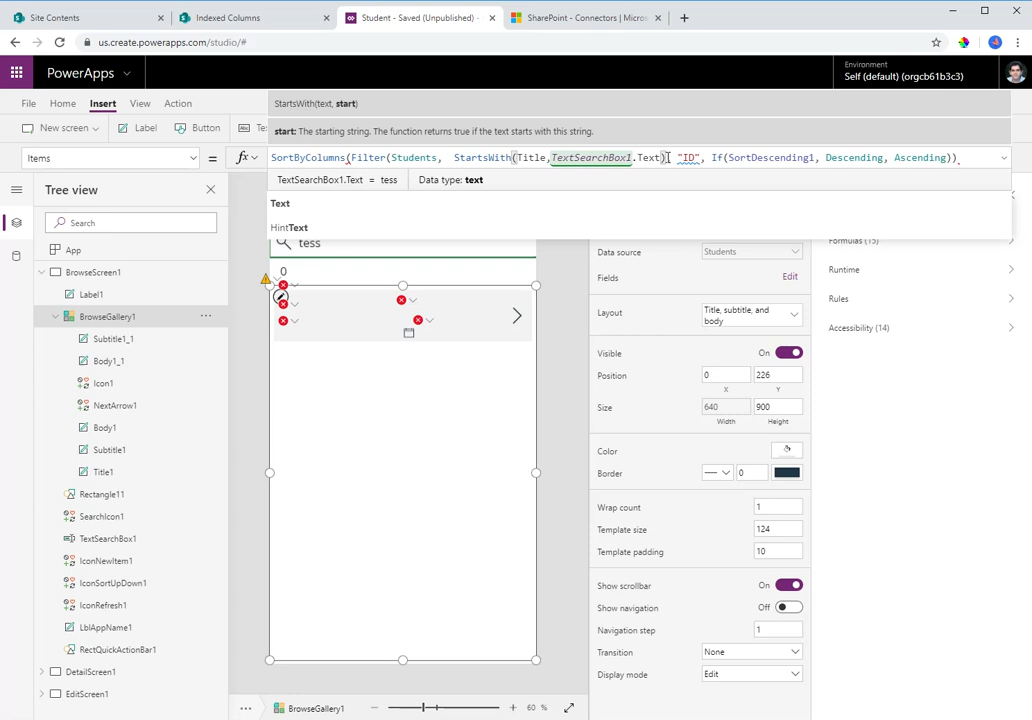 Site Contents
Indexed Columns
Student - Saved (Unpublished)
SharePoint - Connectors | Micros
us.create.powerapps.com/studio/#
PowerApps
Environment
Self (default) (orgcb61b3c3)
File Home Insert View Action
StartsWith(text, start)
New screen Label Button Te
start: The starting string. The function returns true if the text starts with this string.
Items = fx SortByColumns(Filter(Students, StartsWith(Title,TextSearchBox1.Text) "ID", If(SortDescending1, Descending, Ascending))
TextSearchBox1.Text = tess Data type: text
Tree view
Text
Search
HintText
App
tess
Formulas (15)
Data source Students
BrowseScreen1
0
Runtime
Fields Edit
Label1
Rules
BrowseGallery1
Layout Title, subtitle, and body
Accessibility (14)
Subtitle1_1
Visible On
Body1_1
Position 0 226
X Y
Icon1
NextArrow1
Size 640 900
Width Height
Body1
Subtitle1
Color
Title1
Border 0
Rectangle11
Wrap count 1
SearchIcon1
Template size 124
TextSearchBox1
Template padding 10
IconNewItem1
IconSortUpDown1
Show scrollbar On
IconRefresh1
Show navigation Off
LblAppName1
Navigation step 1
RectQuickActionBar1
Transition None
DetailScreen1
Display mode Edit
EditScreen1
BrowseGallery1
60 %